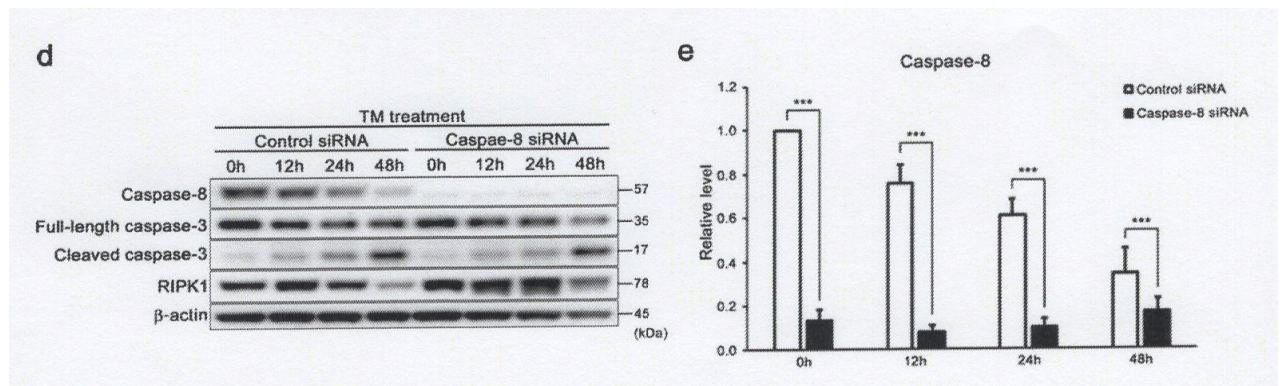 d
TM treatment
Control siRNA Caspae-8 siRNA
0h 12h 24h 48h 0h 12h 24h 48h
Caspase-8 57
Full-length caspase-3 35
Cleaved caspase-3 17
RIPK1 78
β-actin 45
(kDa)
e
Caspase-8
Control siRNA
Caspase-8 siRNA
Relative level
1.2
1.0
0.8
0.6
0.4
0.2
0.0
***
***
***
***
0h 12h 24h 48h